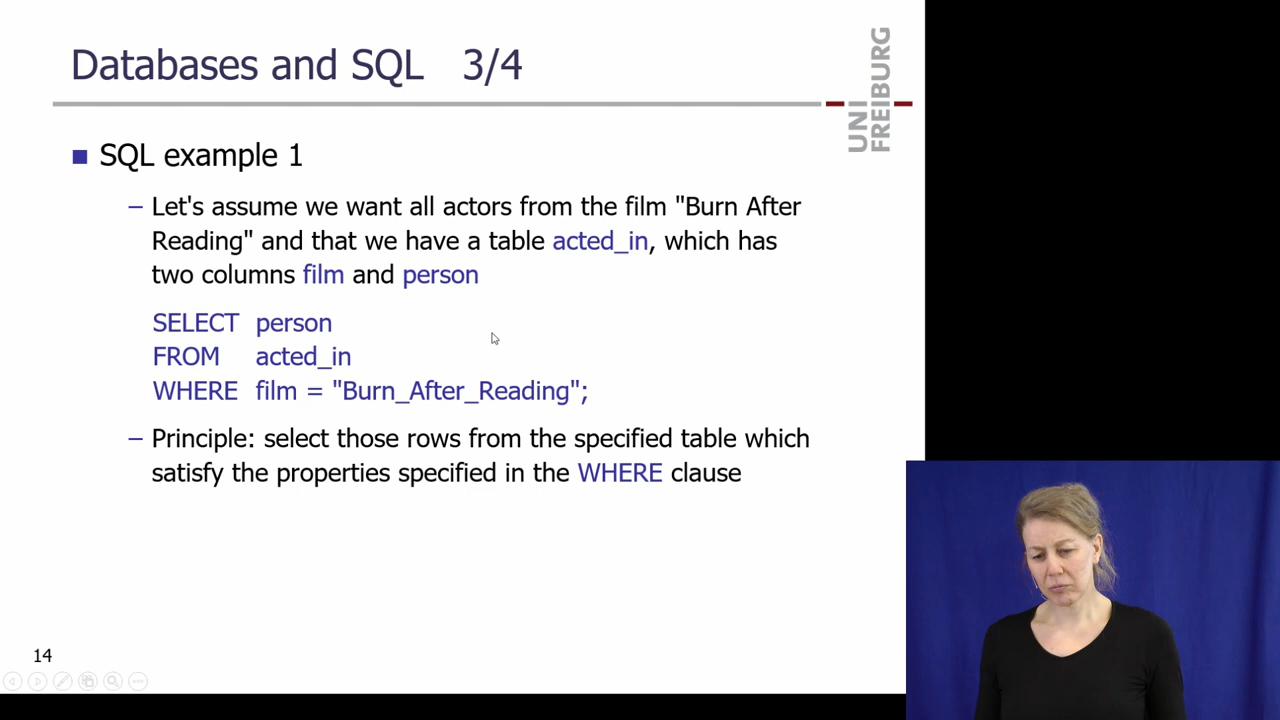 Databases and SQL 3/4
UNI
FREIBURG
SQL example 1
– Let's assume we want all actors from the film "Burn After
Reading" and that we have a table acted_in, which has
two columns film and person
SELECT person
FROM acted_in
WHERE film = "Burn_After_Reading";
– Principle: select those rows from the specified table which
satisfy the properties specified in the WHERE clause
14